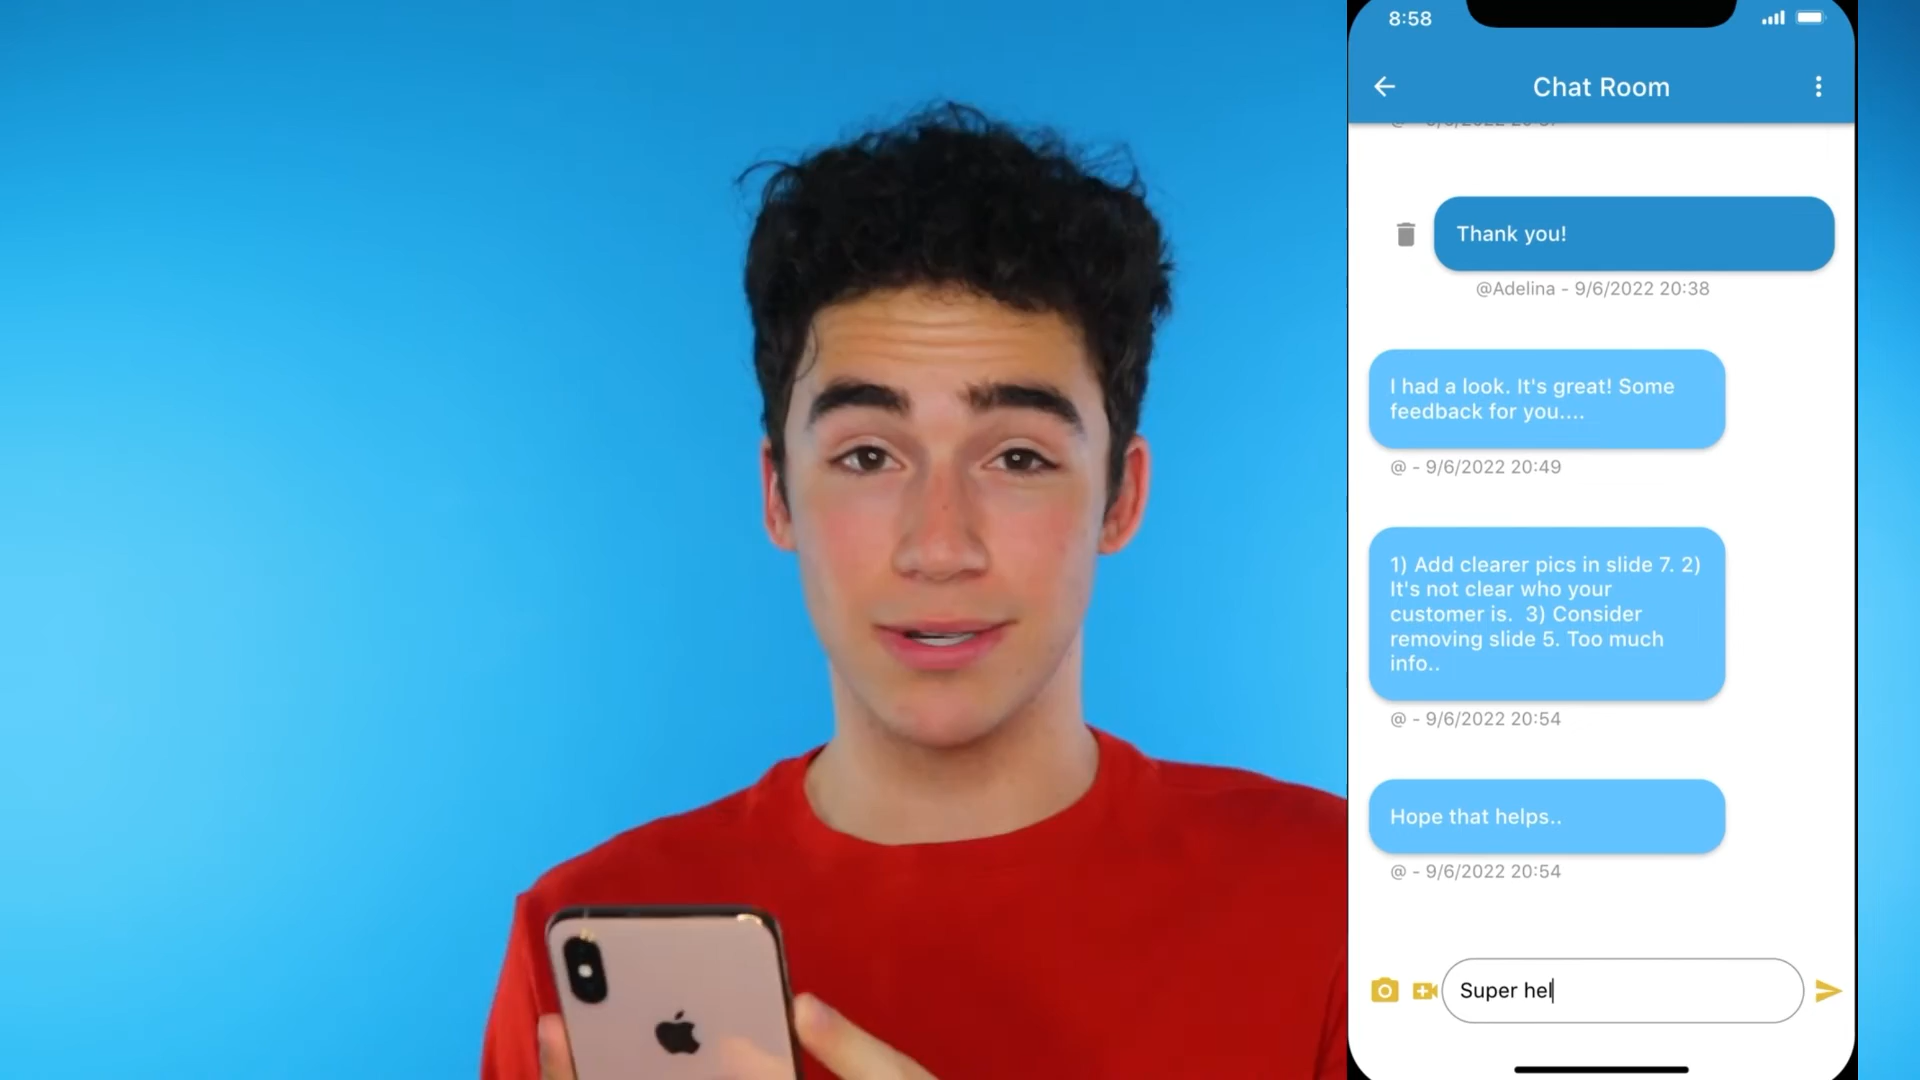 8:58
Chat Room
Thank you!
@Adelina - 9/6/2022 20:38
I had a look. It's great! Some
feedback for you....
@ - 9/6/2022 20:49
1) Add clearer pics in slide 7. 2)
It's not clear who your
customer is.  3) Consider
removing slide 5. Too much
info..
@ - 9/6/2022 20:54
Hope that helps..
@ - 9/6/2022 20:54
Super hel